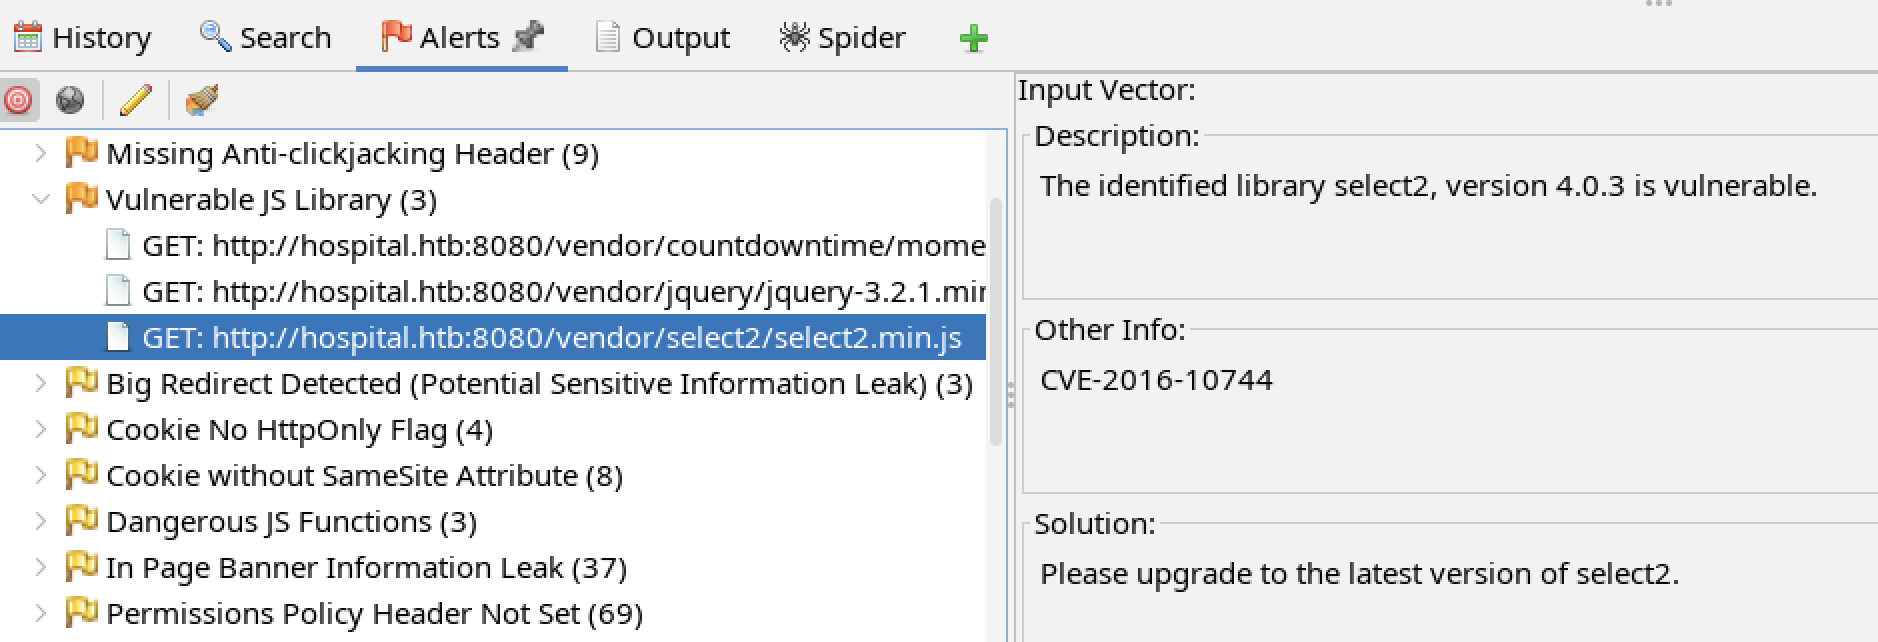 History
Search
Alerts
Output
Spider
Missing Anti-clickjacking Header (9)
Vulnerable JS Library (3)
GET: http://hospital.htb:8080/vendor/countdowntime/mome
GET: http://hospital.htb:8080/vendor/jquery/jquery-3.2.1.mi
GET: http://hospital.htb:8080/vendor/select2/select2.min.js
Big Redirect Detected (Potential Sensitive Information Leak) (3)
Cookie No HttpOnly Flag (4)
Cookie without SameSite Attribute (8)
Dangerous JS Functions (3)
In Page Banner Information Leak (37)
Permissions Policy Header Not Set (69)
Input Vector:
Description:
The identified library select2, version 4.0.3 is vulnerable.
Other Info:
CVE-2016-10744
Solution:
Please upgrade to the latest version of select2.